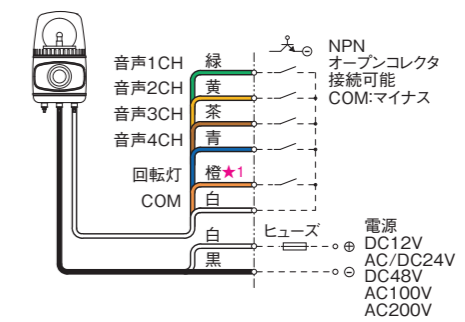 音声1CH 緑
音声2CH 黄
音声3CH 茶
音声4CH 青
回転灯 橙★1
COM 白
白 ヒューズ
黒
NPN
オープンコレクタ
接続可能
COM:マイナス
電源
⊕ DC12V
AC/DC24V
⊖ DC48V
AC100V
AC200V